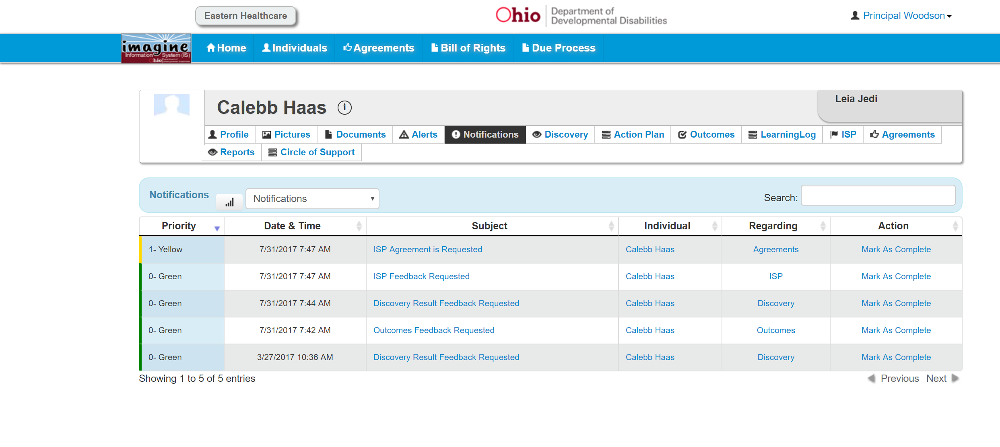 Eastern Healthcare
Ohio
Department of
Developmental Disabilities
Principal Woodson
imagine
Information System (IS)
Ohio
Home Individuals Agreements Bill of Rights Due Process
Calebb Haas i
Leia Jedi
Profile Pictures Documents Alerts Notifications Discovery Action Plan Outcomes LearningLog ISP Agreements
Reports Circle of Support
Notifications Notifications Search:
Priority Date & Time Subject Individual Regarding Action
1- Yellow 7/31/2017 7:47 AM ISP Agreement is Requested Calebb Haas Agreements Mark As Complete
0- Green 7/31/2017 7:47 AM ISP Feedback Requested Calebb Haas ISP Mark As Complete
0- Green 7/31/2017 7:44 AM Discovery Result Feedback Requested Calebb Haas Discovery Mark As Complete
0- Green 7/31/2017 7:42 AM Outcomes Feedback Requested Calebb Haas Outcomes Mark As Complete
0- Green 3/27/2017 10:36 AM Discovery Result Feedback Requested Calebb Haas Discovery Mark As Complete
Showing 1 to 5 of 5 entries
Previous Next